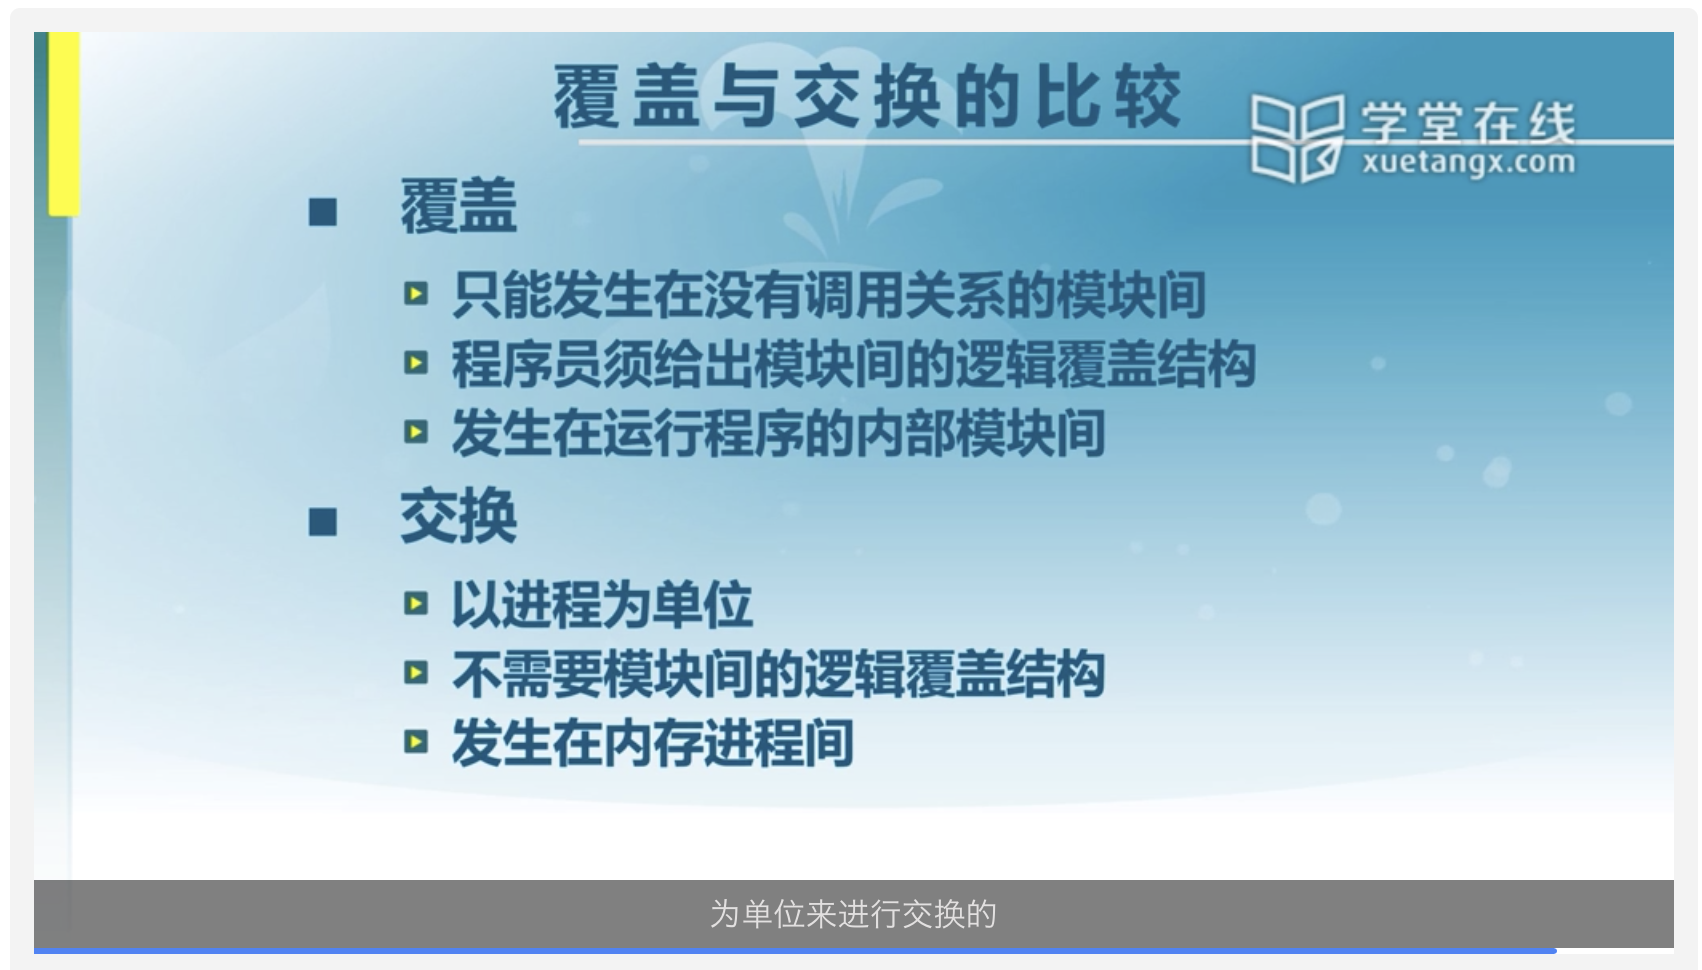 覆盖与交换的比较
学堂在线
xuetangx.com
覆盖
只能发生在没有调用关系的模块间
程序员须给出模块间的逻辑覆盖结构
发生在运行程序的内部模块间
交换
以进程为单位
不需要模块间的逻辑覆盖结构
发生在内存进程间
为单位来进行交换的